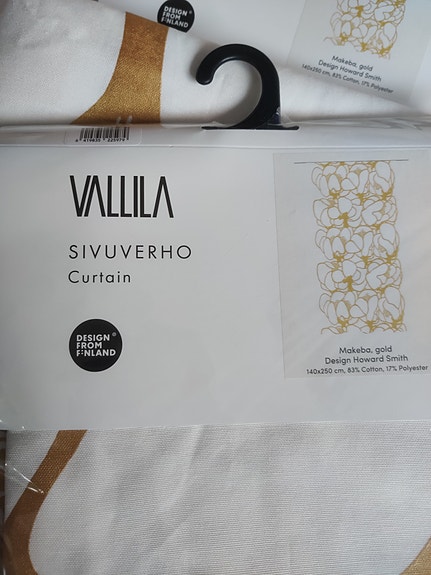 DESIGN
FROM
FINLAND
Makeba, gold
Design Howard Smith
140x250 cm, 83% Cotton, 17% Polyester
VALLILA
SIVUVERHO
Curtain
DESIGN
FROM
FINLAND
Makeba, gold
Design Howard Smith
140x250 cm, 83% Cotton, 17% Polyester